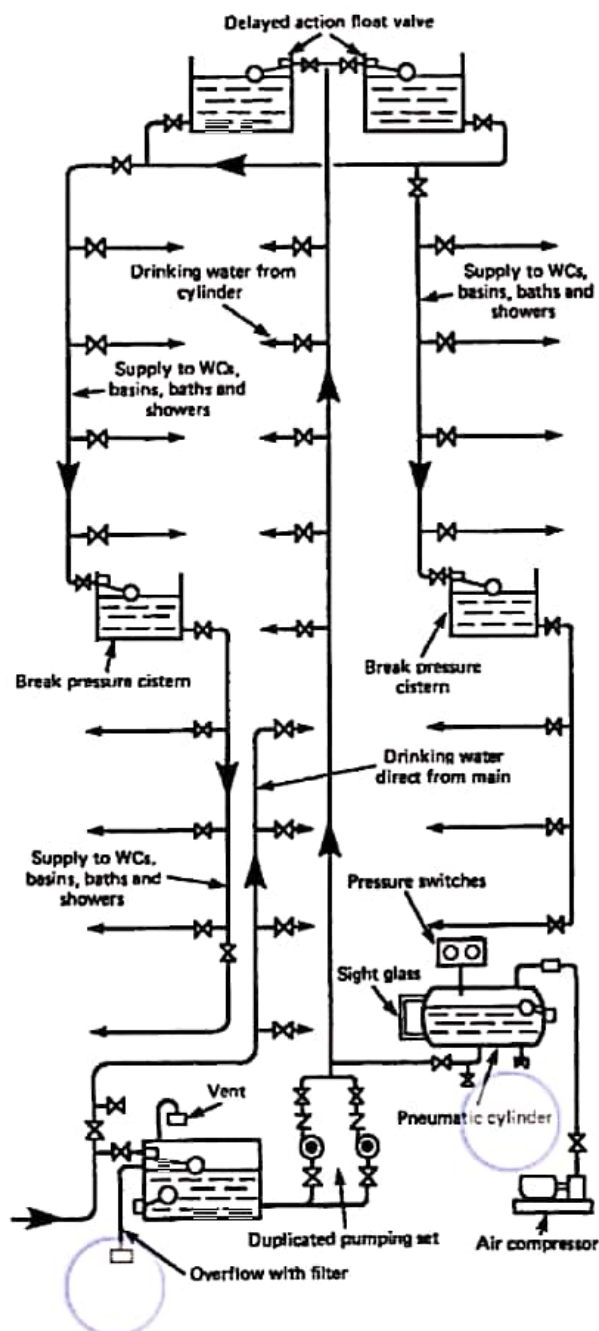 Delayed action float valve
Drinking water from
cylinder
Supply to WCs,
basins, baths and
showers
Supply to WCs,
basins, baths and
showers
Break pressure cistern
Break pressure
cistern
Drinking water
direct from main
Supply to WCs,
basins, baths and
showers
Pressure switches
Sight glass
Vent
Pneumatic cylinder
Duplicated pumping set
Air compressor
Overflow with filter